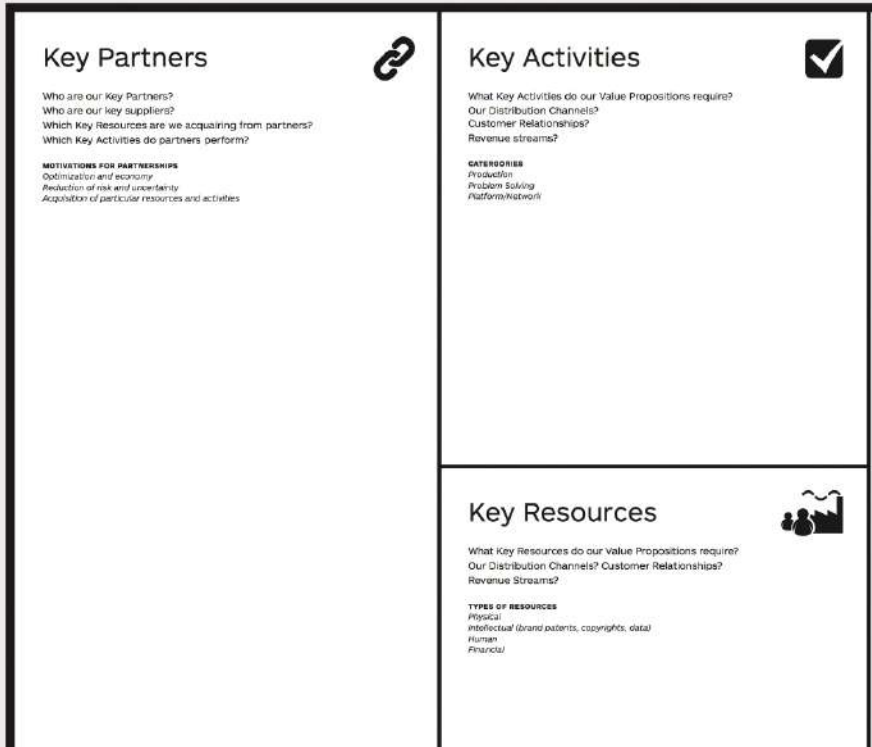 Key Partners
Who are our Key Partners?
Who are our key suppliers?
Which Key Resources are we acquairing from partners?
Which Key Activities do partners perform?
MOTIVATIONS FOR PARTNERSHIPS
Optimization and economy
Reduction of risk and uncertainty
Acquisition of particular resources and activities
Key Activities
What Key Activities do our Value Propositions require?
Our Distribution Channels?
Customer Relationships?
Revenue streams?
CATERGORIES
Production
Problem Solving
Platform/Network
Key Resources
What Key Resources do our Value Propositions require?
Our Distribution Channels? Customer Relationships?
Revenue Streams?
TYPES OF RESOURCES
Physical
Intellectual (brand patents, copyrights, data)
Human
Financial